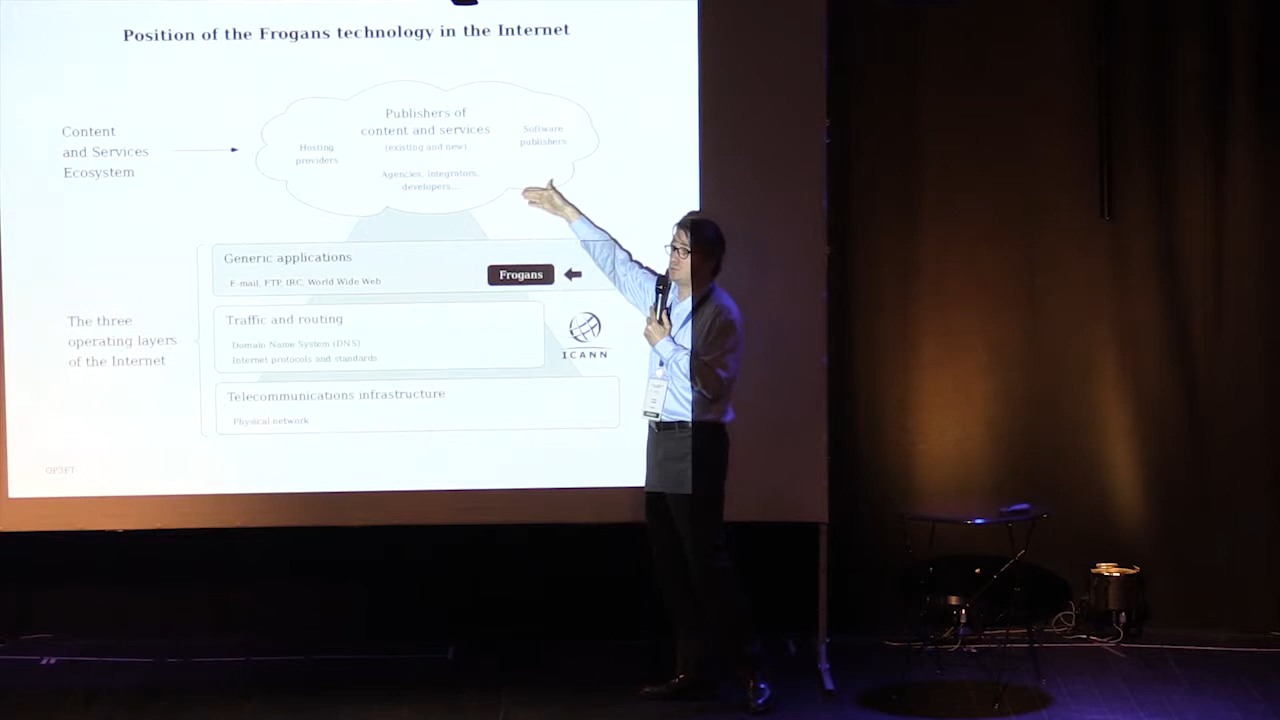 Position of the Frogans technology in the Internet
Content
and Services
Ecosystem
Publishers of
content and services
(existing and new)
Hosting
providers
Software
publishers
Agencies, integrators,
developers...
The three
operating layers
of the Internet
Generic applications
E-mail, FTP, IRC, World Wide Web
Frogans
Traffic and routing
Domain Name System (DNS)
Internet protocols and standards
ICANN
Telecommunications infrastructure
Physical network
OP3FT